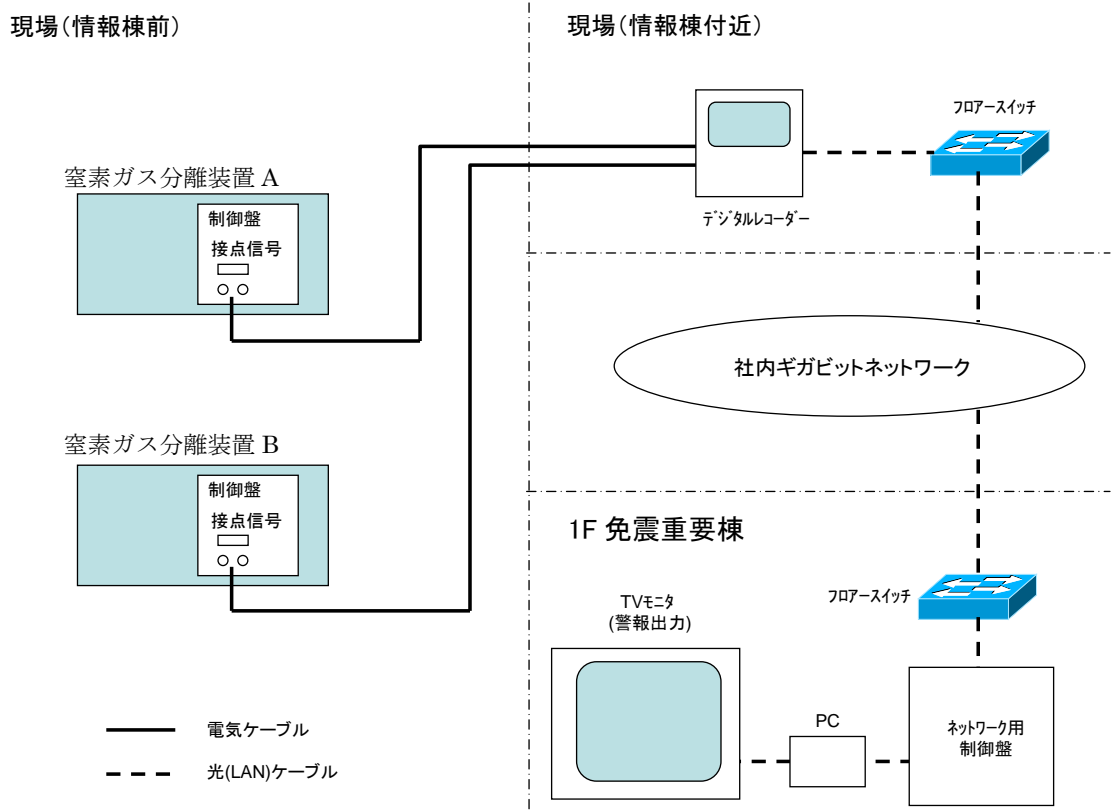 現場(情報棟前)
現場(情報棟付近)
フロアースイッチ
窒素ガス分離装置 A
制御盤
接点信号
デジタルレコーダー
社内ギガビットネットワーク
窒素ガス分離装置 B
制御盤
接点信号
1F 免震重要棟
TVモニタ
(警報出力)
フロアースイッチ
PC
ネットワーク用
制御盤
電気ケーブル
光(LAN)ケーブル